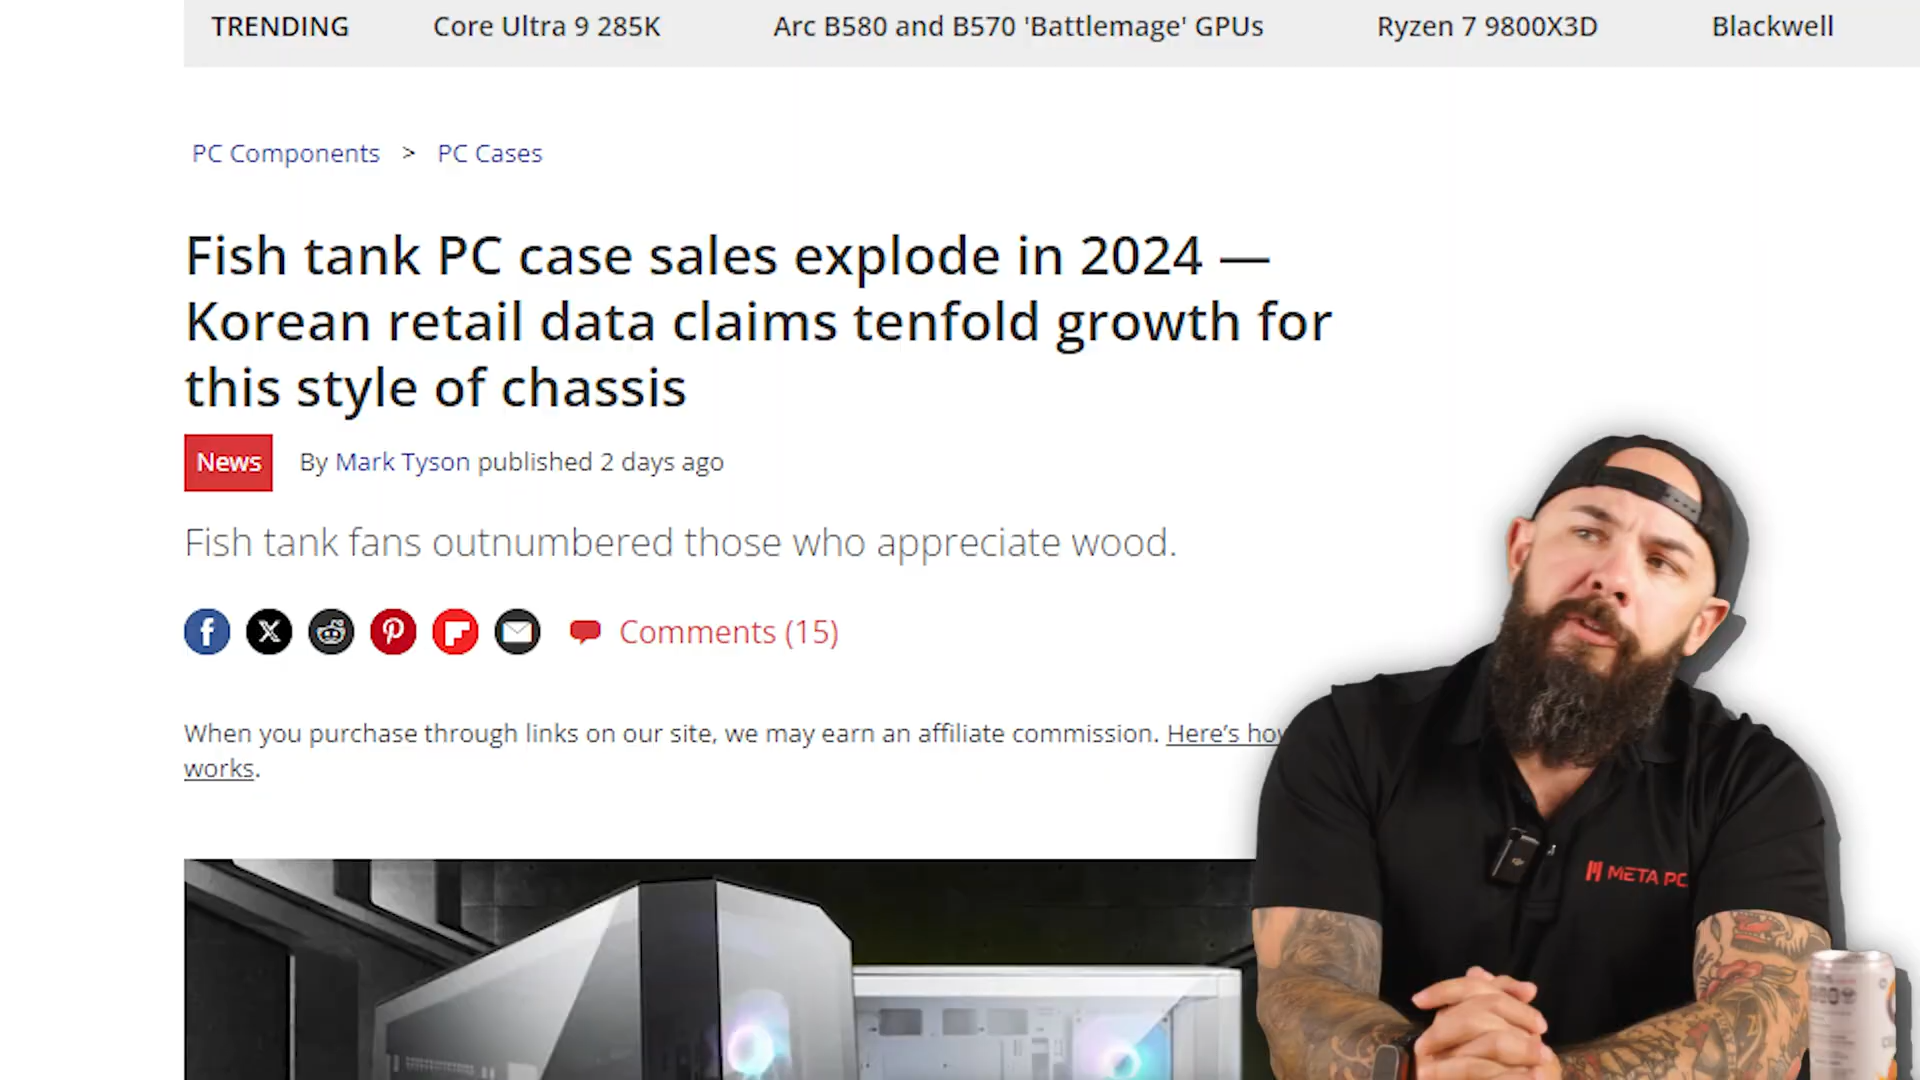 TRENDING Core Ultra 9 285K Arc B580 and B570 'Battlemage' GPUs Ryzen 7 9800X3D Blackwell
PC Components > PC Cases
Fish tank PC case sales explode in 2024 —
Korean retail data claims tenfold growth for
this style of chassis
News By Mark Tyson published 2 days ago
Fish tank fans outnumbered those who appreciate wood.
Comments (15)
When you purchase through links on our site, we may earn an affiliate commission. Here's how
works.
META PC